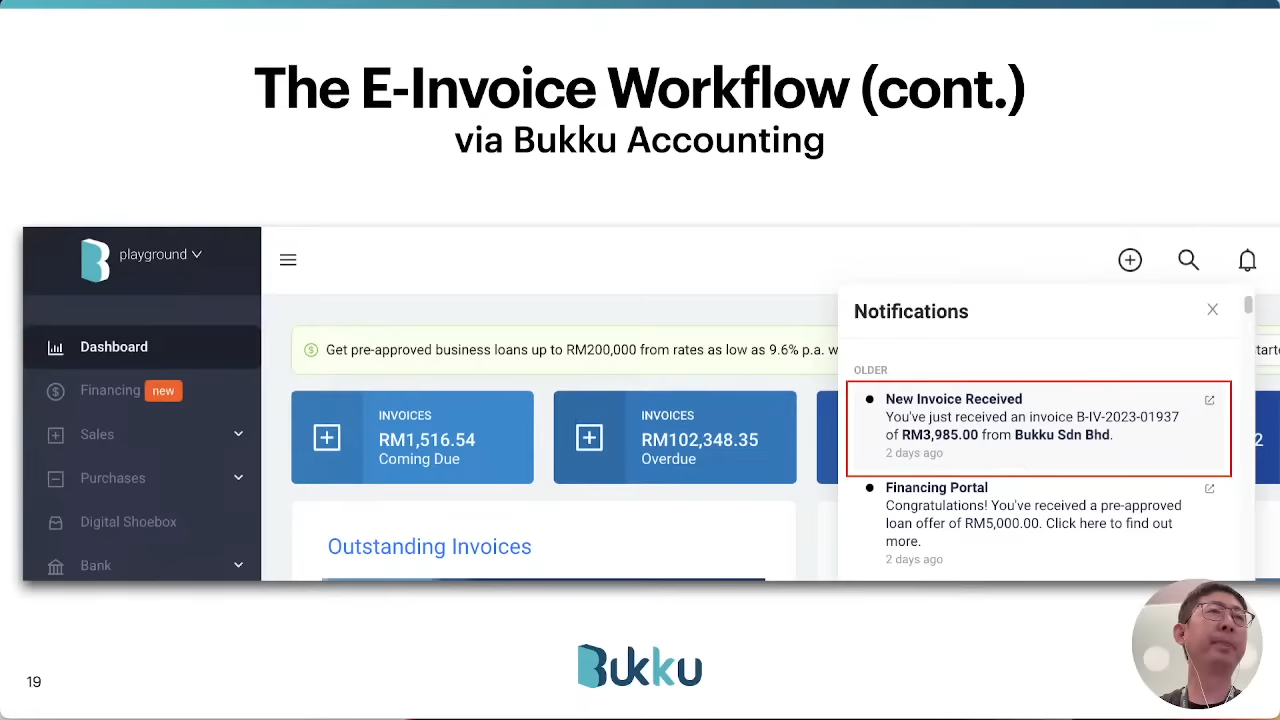 The E-Invoice Workflow (cont.)
via Bukku Accounting
playground
Dashboard
Financing new
Sales
Purchases
Digital Shoebox
Bank
Get pre-approved business loans up to RM200,000 from rates as low as 9.6% p.a. w
INVOICES
RM1,516.54
Coming Due
INVOICES
RM102,348.35
Overdue
2
Outstanding Invoices
Notifications
OLDER
New Invoice Received
You've just received an invoice B-IV-2023-01937
of RM3,985.00 from Bukku Sdn Bhd.
2 days ago
Financing Portal
Congratulations! You've received a pre-approved
loan offer of RM5,000.00. Click here to find out
more.
2 days ago
Bukku
19